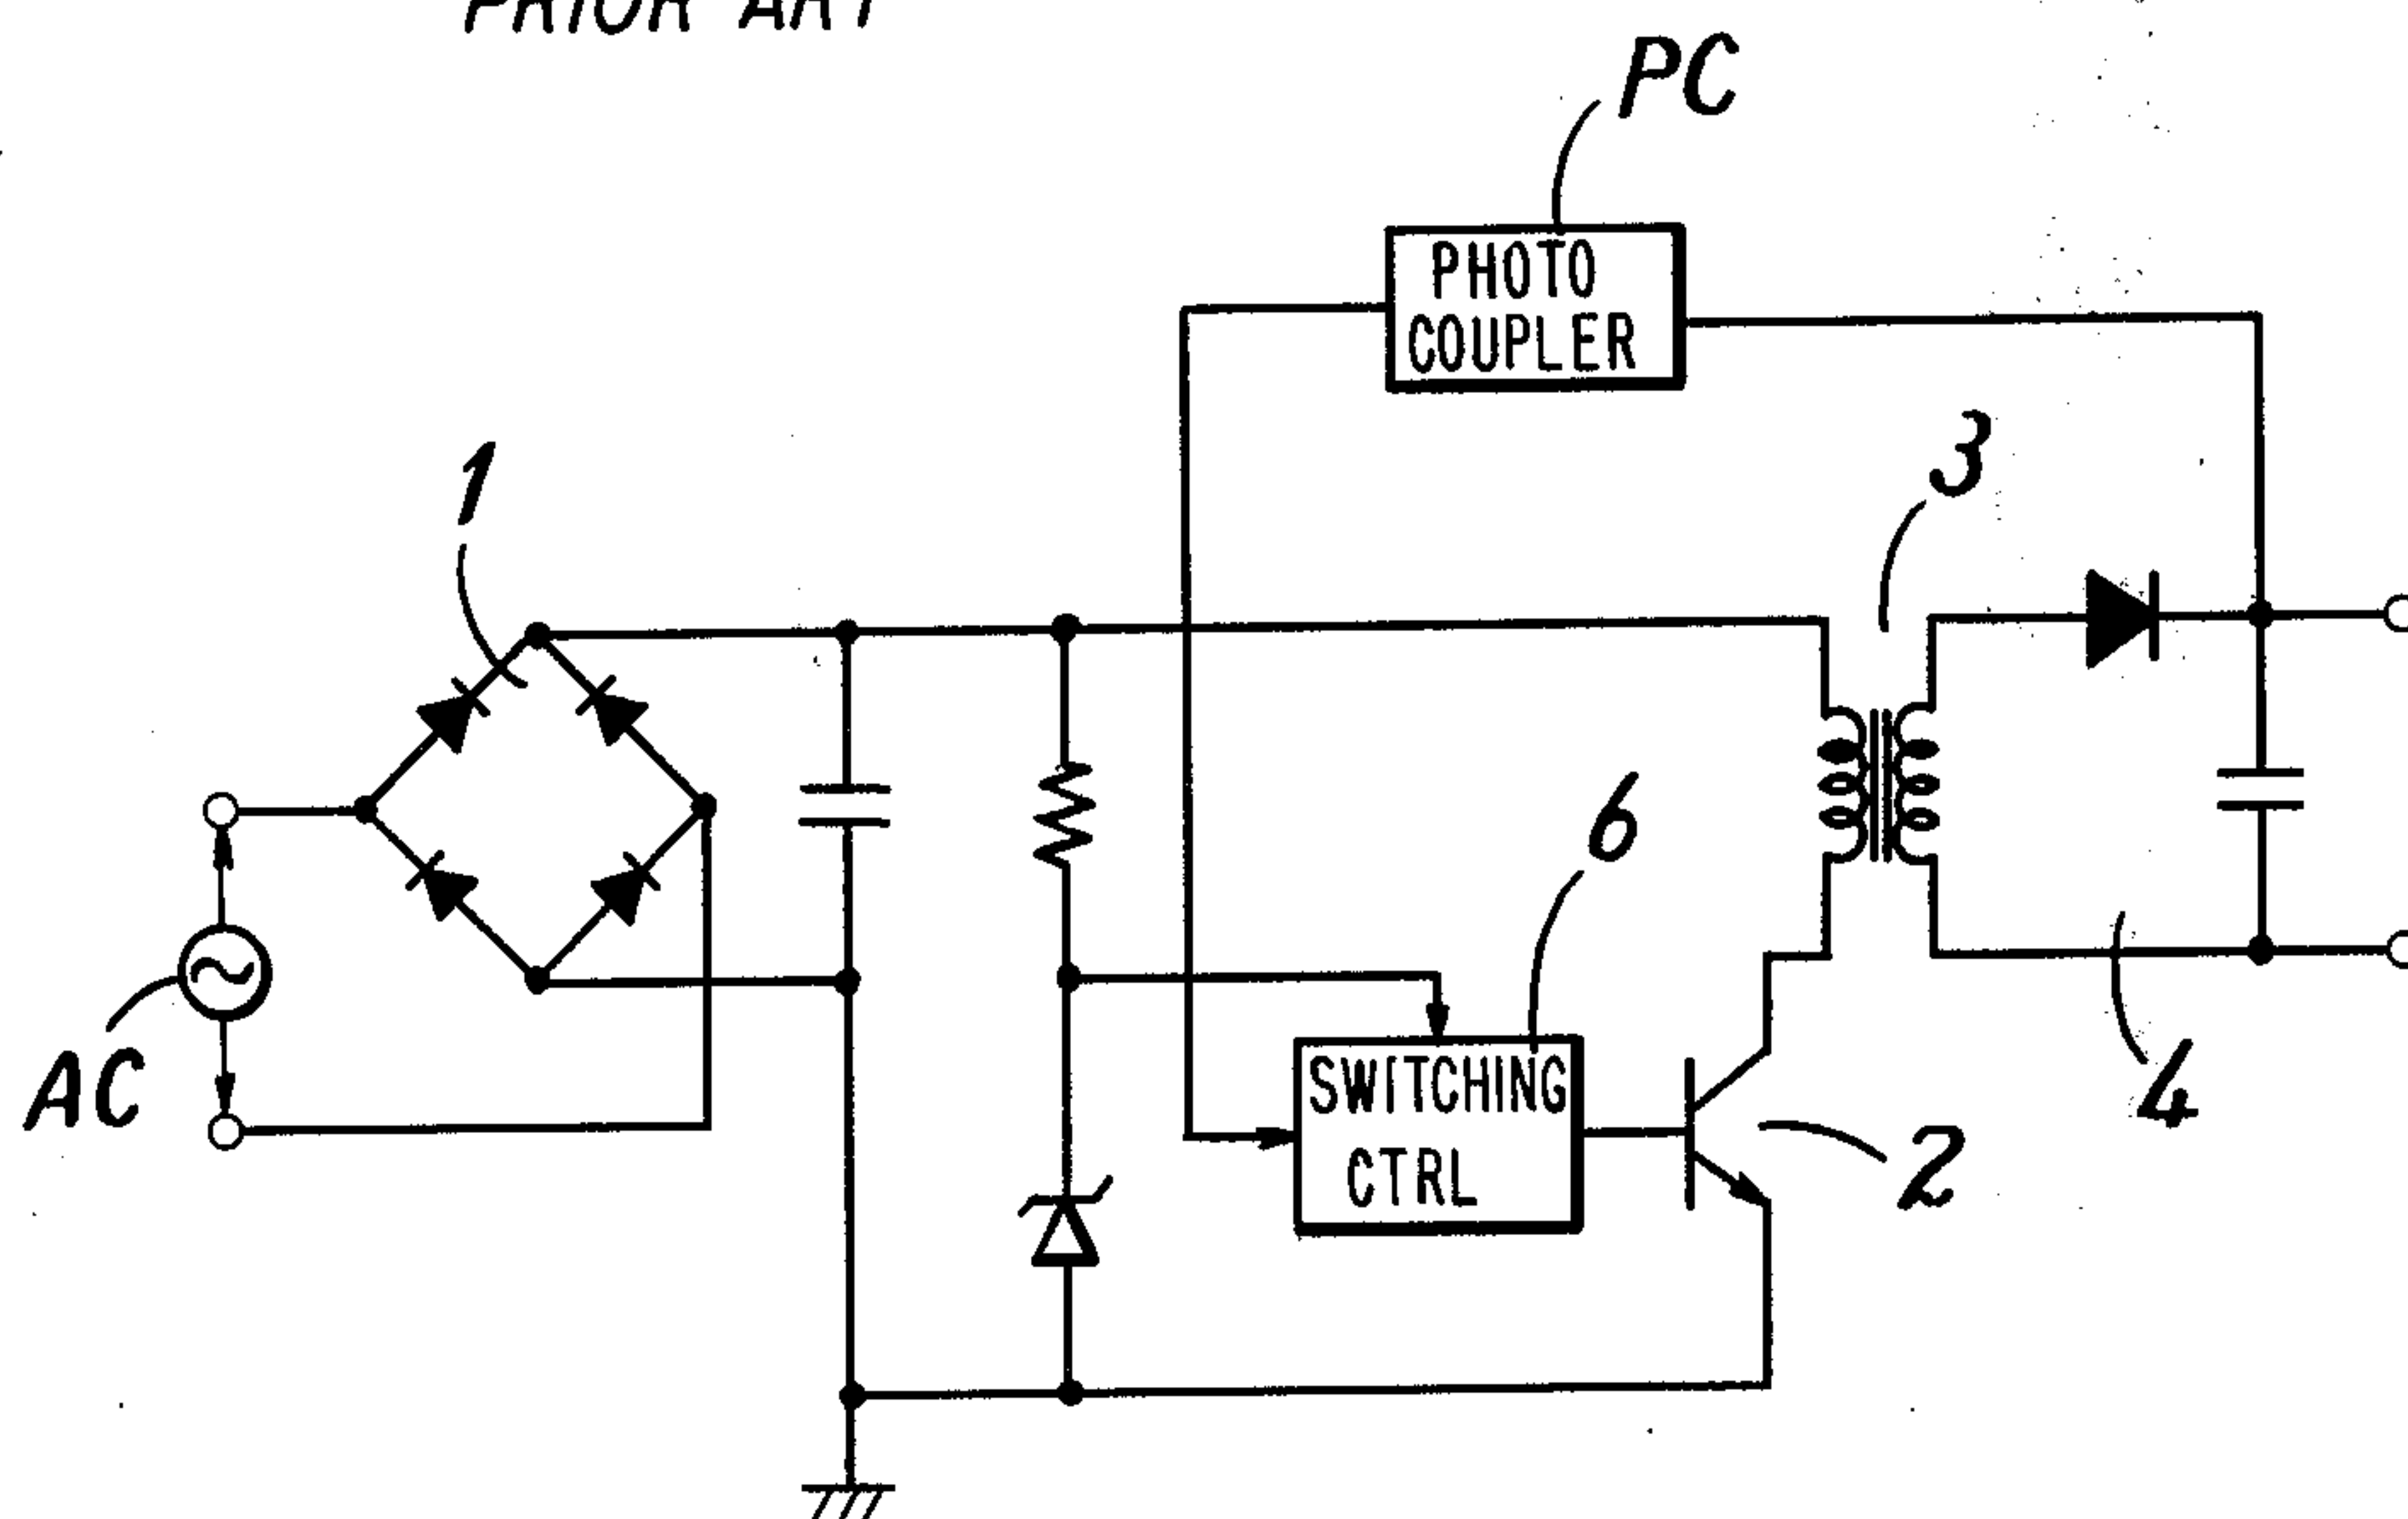 PRIOR ART
PC
PHOTO
COUPLER
1
3
6
AC
SWITCHING
CTRL
4
2